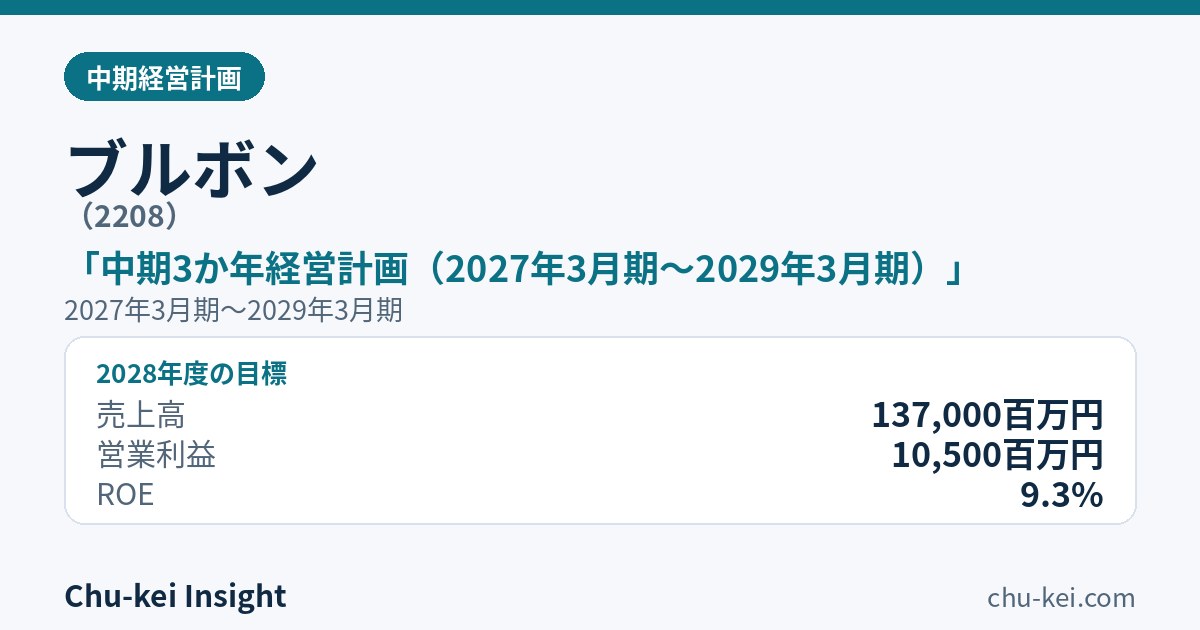 中期経営計画
ブルボン
（2208）
「中期3か年経営計画（2027年3月期～2029年3月期）」
2027年3月期～2029年3月期
2028年度の目標
売上高 137,000百万円
営業利益 10,500百万円
ROE 9.3%
Chu-kei Insight chu-kei.com